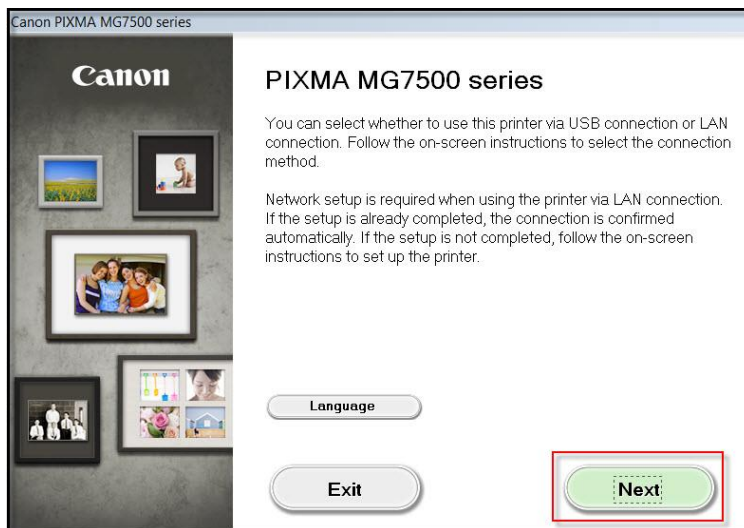 Canon PIXMA MG7500 series
Canon
PIXMA MG7500 series
You can select whether to use this printer via USB connection or LAN
connection. Follow the on-screen instructions to select the connection
method.
Network setup is required when using the printer via LAN connection.
If the setup is already completed, the connection is confirmed
automatically. If the setup is not completed, follow the on-screen
instructions to set up the printer.
Language
Exit
Next